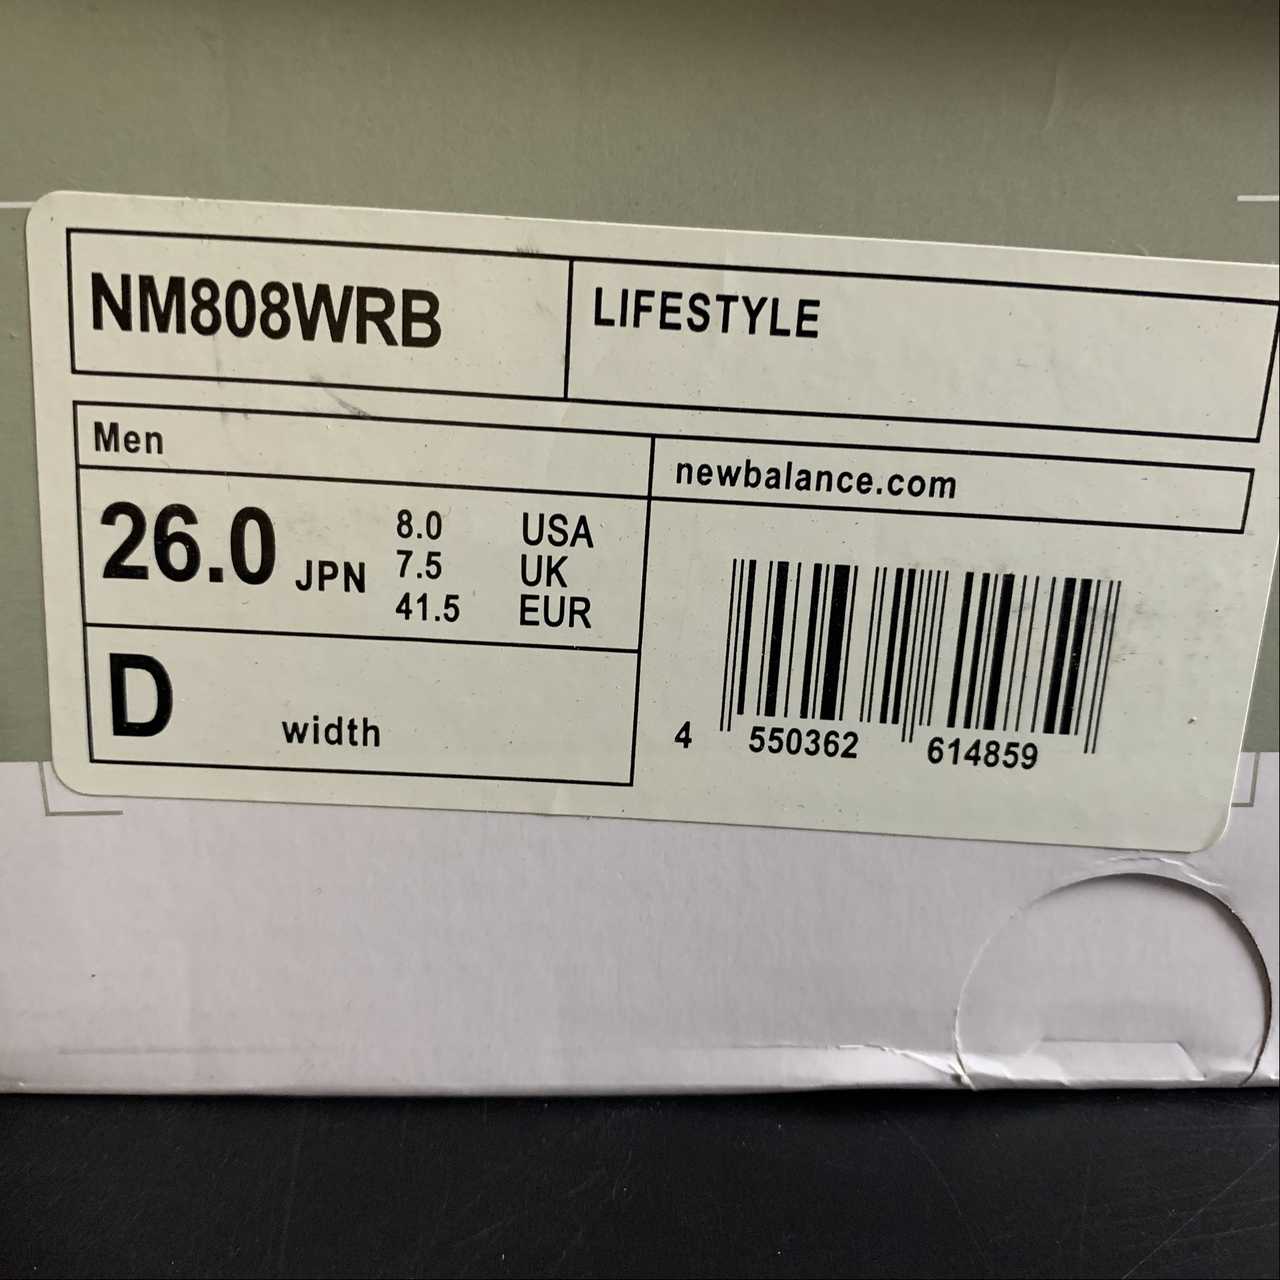 NM808WRB
LIFESTYLE
Men
26.0 JPN
8.0 USA
7.5 UK
41.5 EUR
D width
newbalance.com
4 550362 614859